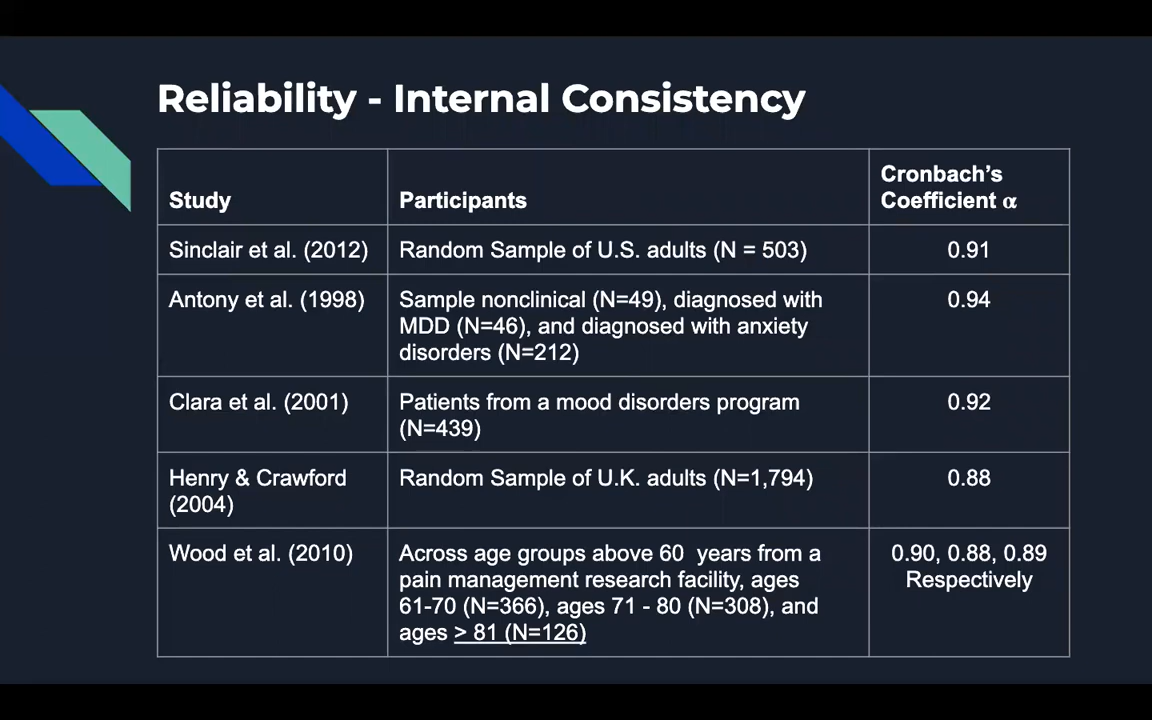 Reliability - Internal Consistency
Study
Participants
Cronbach’s
Coefficient α
Sinclair et al. (2012)
Random Sample of U.S. adults (N = 503)
0.91
Antony et al. (1998)
Sample nonclinical (N=49), diagnosed with
MDD (N=46), and diagnosed with anxiety
disorders (N=212)
0.94
Clara et al. (2001)
Patients from a mood disorders program
(N=439)
0.92
Henry & Crawford
(2004)
Random Sample of U.K. adults (N=1,794)
0.88
Wood et al. (2010)
Across age groups above 60  years from a
pain management research facility, ages
61-70 (N=366), ages 71 - 80 (N=308), and
ages > 81 (N=126)
0.90, 0.88, 0.89
Respectively